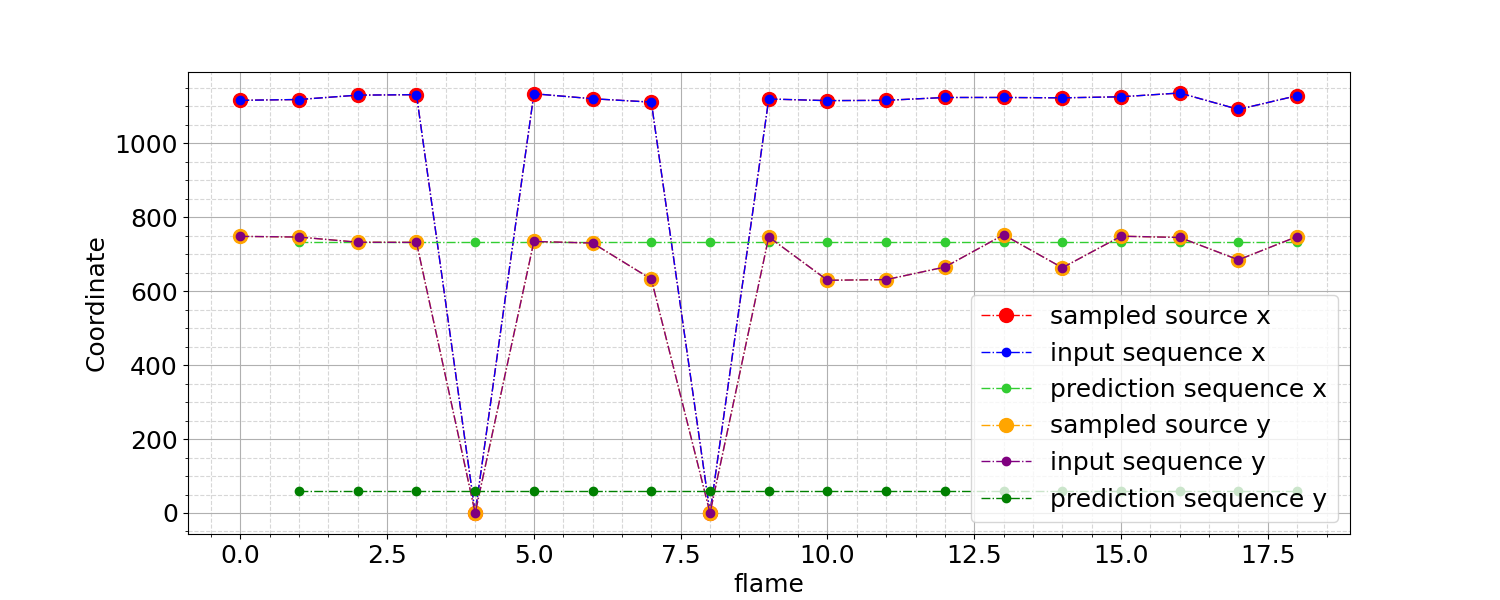 Coordinate
1000
800
600
400
200
0
sampled source x
input sequence x
prediction sequence x
sampled source y
input sequence y
prediction sequence y
0.0 2.5 5.0 7.5 10.0 12.5 15.0 17.5
flame